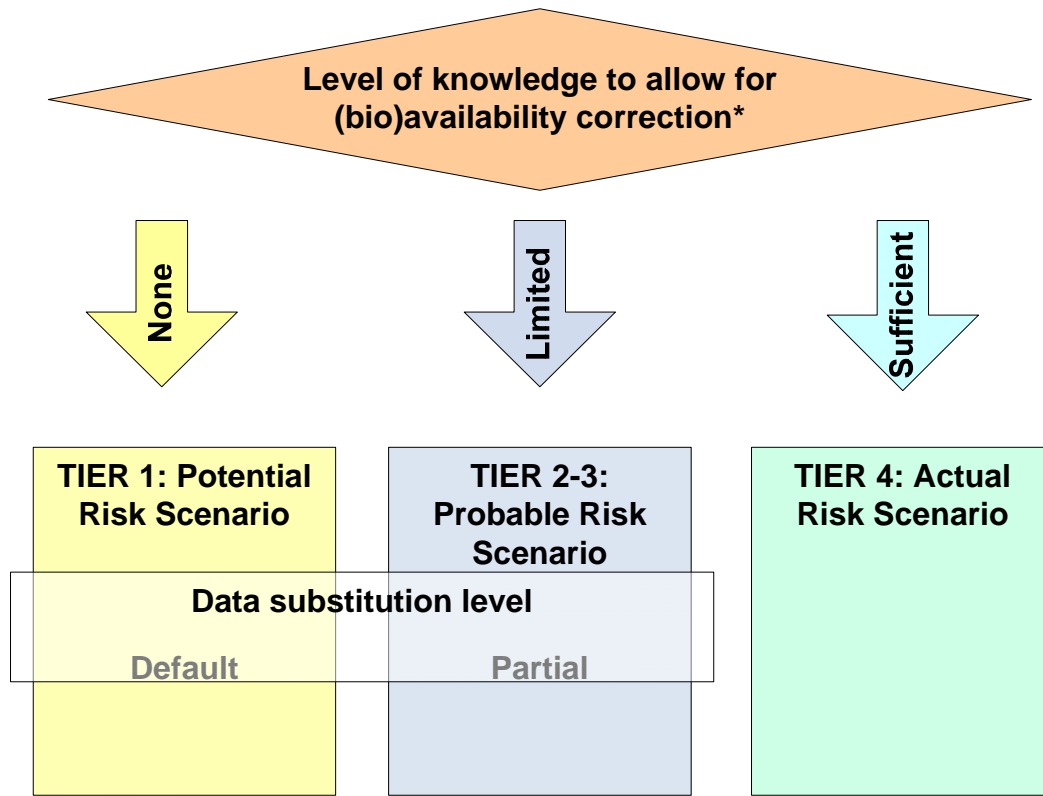 Level of knowledge to allow for
(bio)availability correction*
None
Limited
Sufficient
TIER 1: Potential
Risk Scenario
TIER 2-3:
Probable Risk
Scenario
TIER 4: Actual
Risk Scenario
Data substitution level
Default
Partial